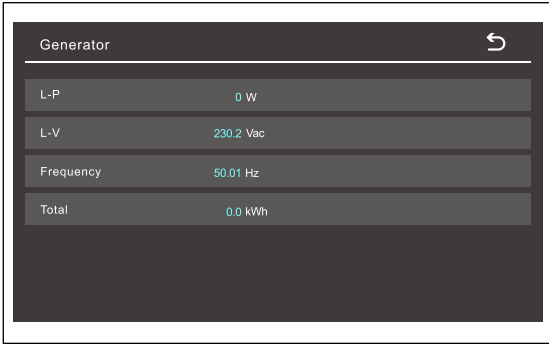 Generator
L-P 0 W
L-V 230.2 Vac
Frequency 50.01 Hz
Total 0.0 kWh